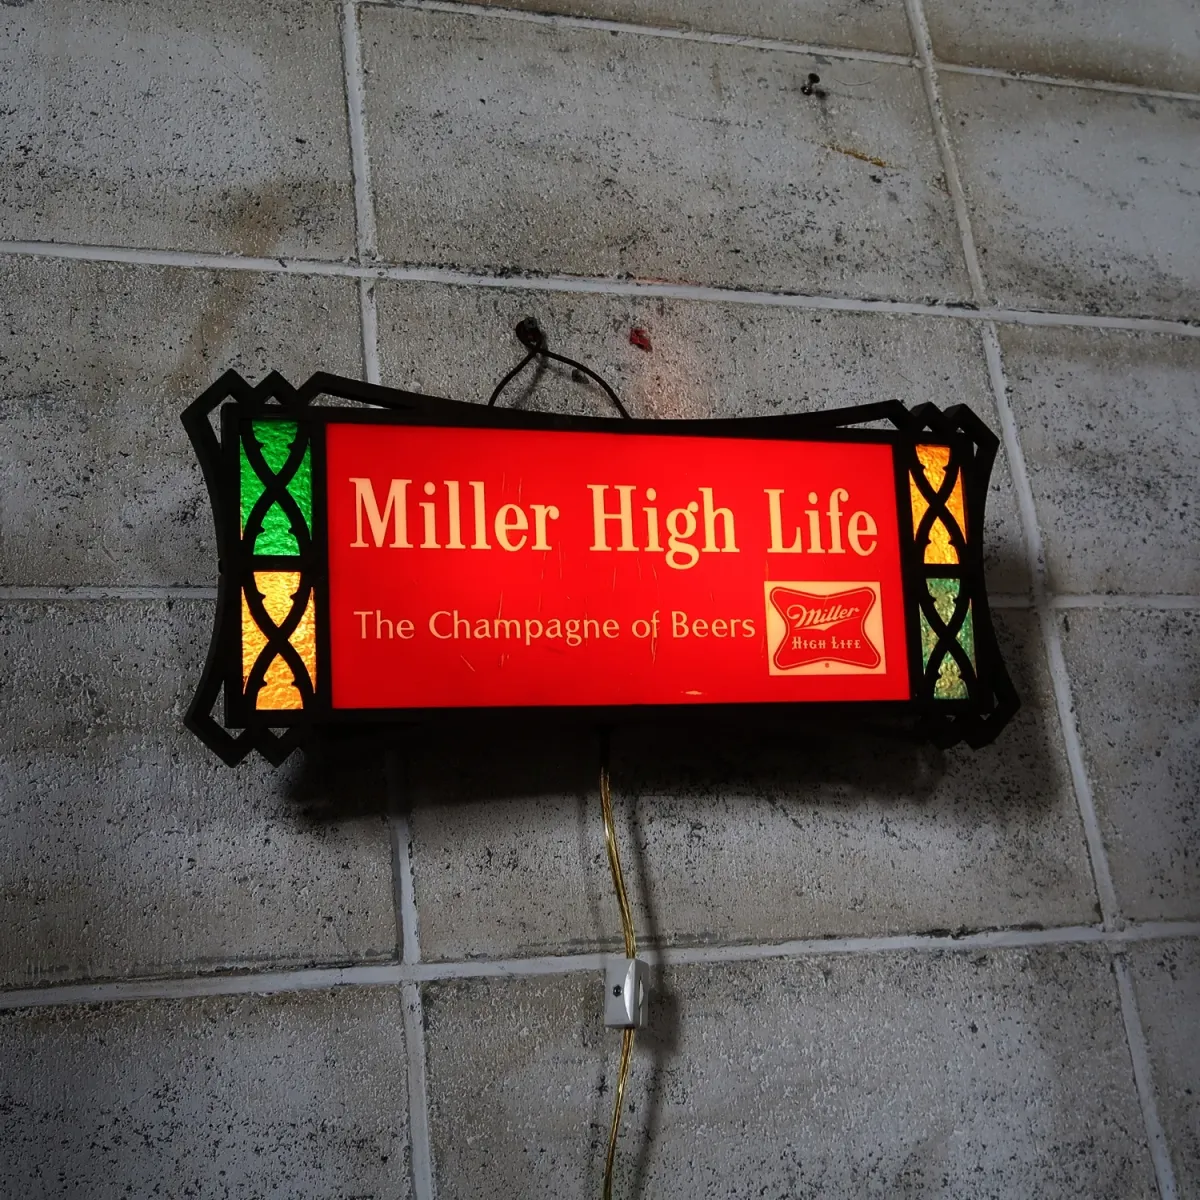 Miller High Life
The Champagne of Beers
Miller
HIGH LIFE